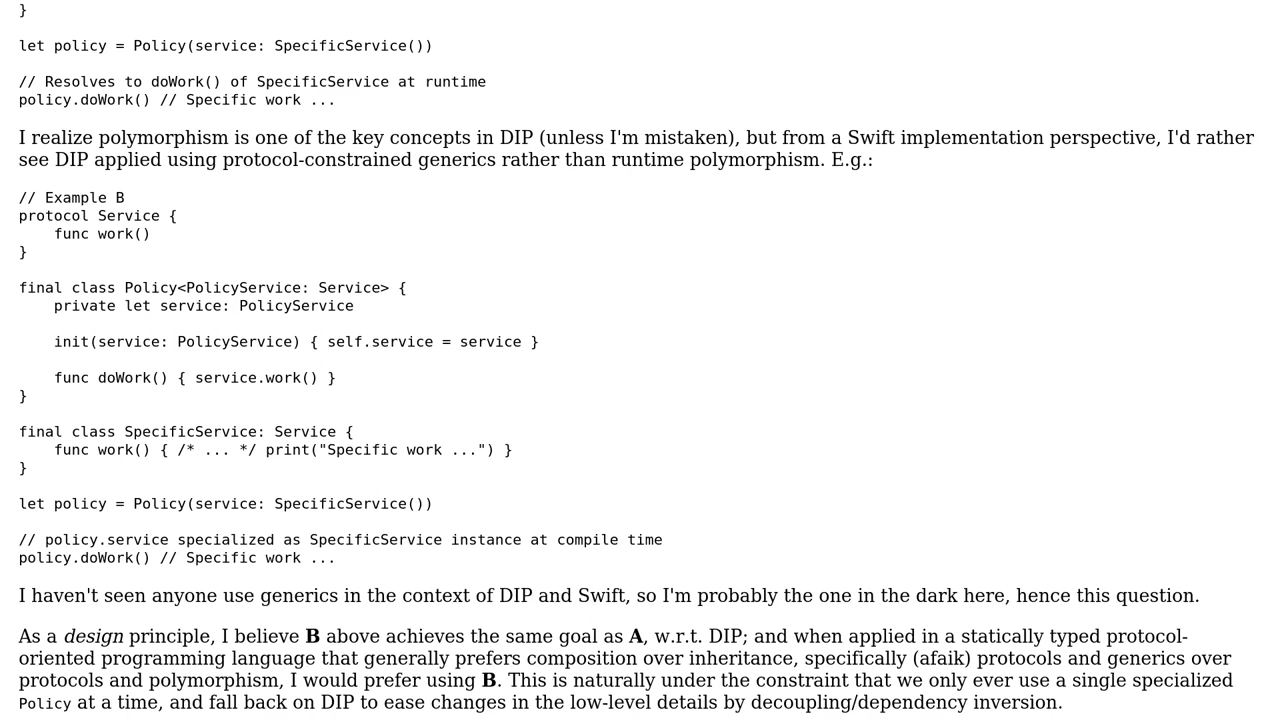 }
let policy = Policy(service: SpecificService())
// Resolves to doWork() of SpecificService at runtime
policy.doWork() // Specific work ...
I realize polymorphism is one of the key concepts in DIP (unless I'm mistaken), but from a Swift implementation perspective, I'd rather
see DIP applied using protocol-constrained generics rather than runtime polymorphism. E.g.:
// Example B
protocol Service {
    func work()
}
final class Policy<PolicyService: Service> {
    private let service: PolicyService
    init(service: PolicyService) { self.service = service }
    func doWork() { service.work() }
}
final class SpecificService: Service {
    func work() { /* ... */ print("Specific work ...") }
}
let policy = Policy(service: SpecificService())
// policy.service specialized as SpecificService instance at compile time
policy.doWork() // Specific work ...
I haven't seen anyone use generics in the context of DIP and Swift, so I'm probably the one in the dark here, hence this question.
As a design principle, I believe B above achieves the same goal as A, w.r.t. DIP; and when applied in a statically typed protocol-
oriented programming language that generally prefers composition over inheritance, specifically (afaik) protocols and generics over
protocols and polymorphism, I would prefer using B. This is naturally under the constraint that we only ever use a single specialized
Policy at a time, and fall back on DIP to ease changes in the low-level details by decoupling/dependency inversion.